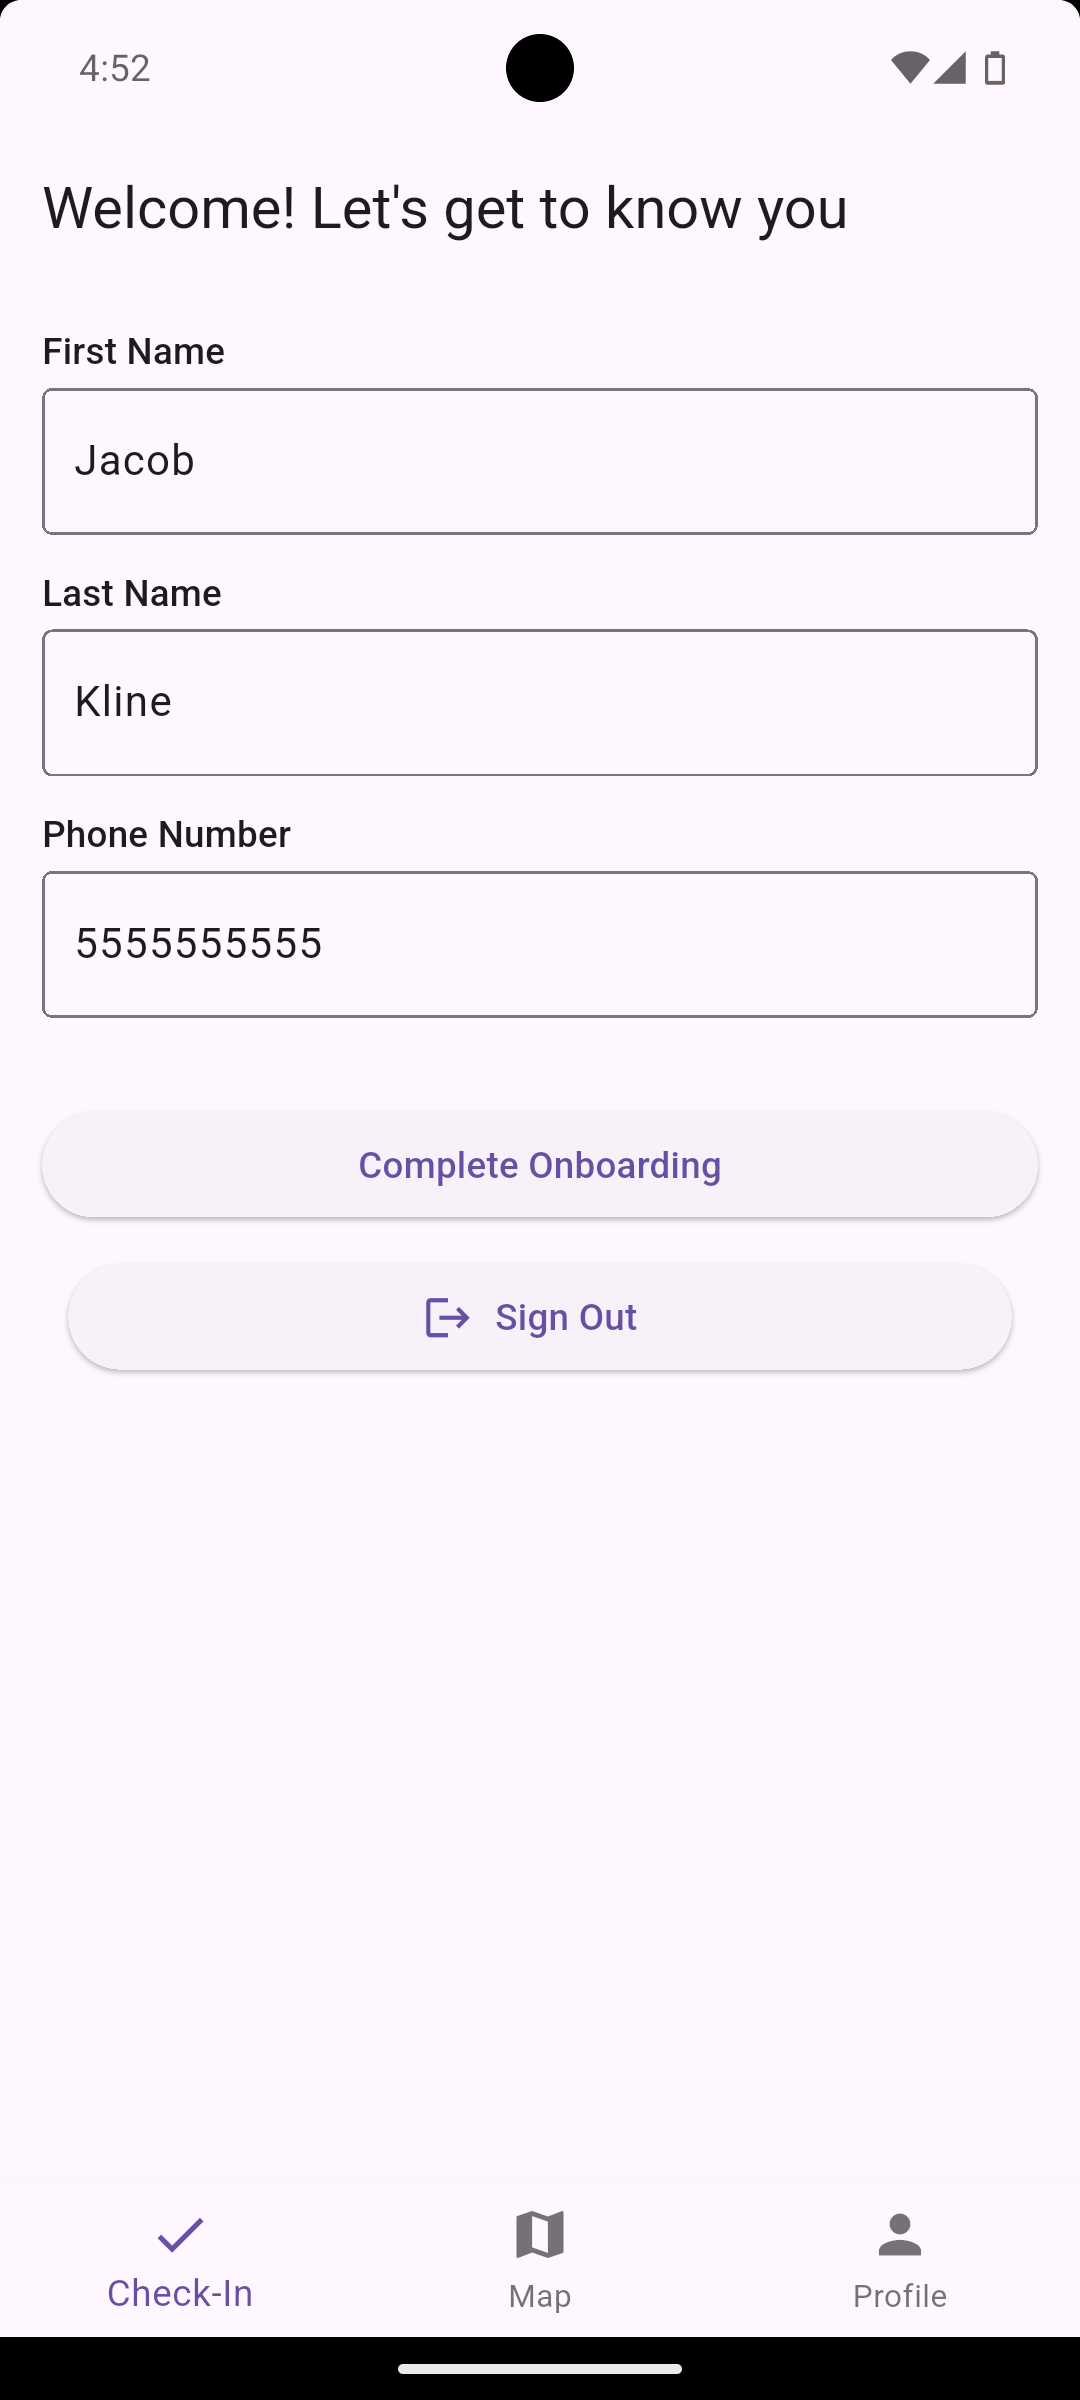 4:52
Welcome! Let's get to know you
First Name
Jacob
Last Name
Kline
Phone Number
5555555555
Complete Onboarding
Sign Out
Check-In
Map
Profile